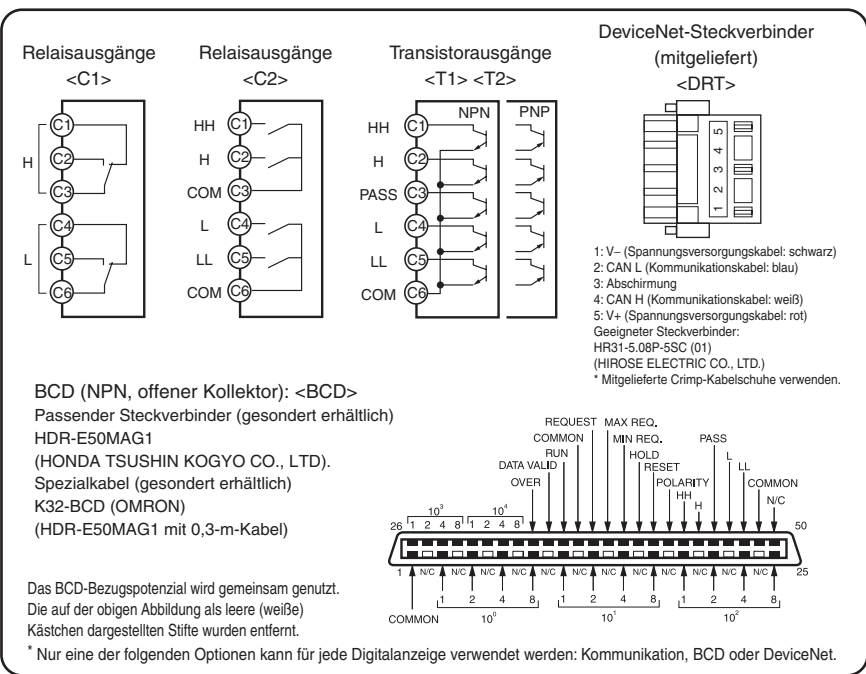 Relaisausgänge
<C1>
H
L
C1
C2
C3
C4
C5
C6
Relaisausgänge
<C2>
HH
H
COM
L
LL
COM
C1
C2
C3
C4
C5
C6
Transistorausgänge
<T1> <T2>
NPN
PNP
HH
H
PASS
L
LL
COM
C1
C2
C3
C4
C5
C6
DeviceNet-Steckverbinder
(mitgeliefert)
<DRT>
1 2 3 4 5
1: V– (Spannungsversorgungskabel: schwarz)
2: CAN L (Kommunikationskabel: blau)
3: Abschirmung
4: CAN H (Kommunikationskabel: weiß)
5: V+ (Spannungsversorgungskabel: rot)
Geeigneter Steckverbinder:
HR31-5.08P-5SC (01)
(HIROSE ELECTRIC CO., LTD.)
* Mitgelieferte Crimp-Kabelschuhe verwenden.
BCD (NPN, offener Kollektor): <BCD>
Passender Steckverbinder (gesondert erhältlich)
HDR-E50MAG1
(HONDA TSUSHIN KOGYO CO., LTD).
Spezialkabel (gesondert erhältlich)
K32-BCD (OMRON)
(HDR-E50MAG1 mit 0,3-m-Kabel)
REQUEST MAX REQ.
COMMON MIN REQ. PASS
RUN HOLD L
DATA VALID RESET LL
OVER POLARITY COMMON
HH
H
N/C
10³ 10⁴
26 1 2 4 8 1 2 4 8 50
1 N/C N/C N/C N/C N/C N/C N/C N/C N/C N/C N/C N/C 25
1 2 4 8 1 2 4 8 1 2 4 8
COMMON 10⁰ 10¹ 10²
Das BCD-Bezugspotenzial wird gemeinsam genutzt.
Die auf der obigen Abbildung als leere (weiße)
Kästchen dargestellten Stifte wurden entfernt.
* Nur eine der folgenden Optionen kann für jede Digitalanzeige verwendet werden: Kommunikation, BCD oder DeviceNet.